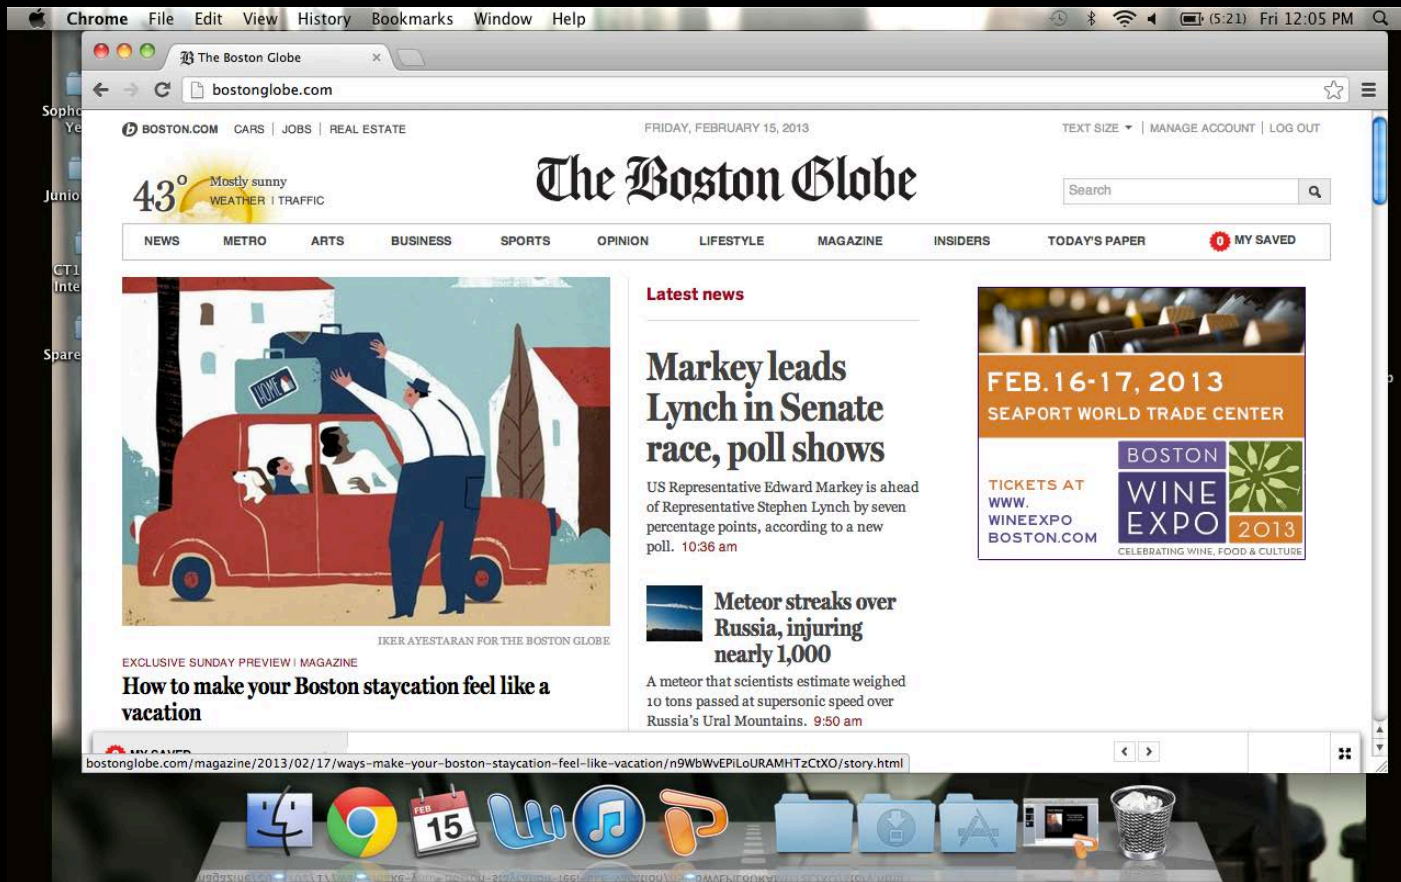 Chrome File Edit View History Bookmarks Window Help
(5:21) Fri 12:05 PM
The Boston Globe
bostonglobe.com
Sopho
Ye
Junio
CT1
Inte
Spare
BOSTON.COM CARS | JOBS | REAL ESTATE
FRIDAY, FEBRUARY 15, 2013
TEXT SIZE | MANAGE ACCOUNT | LOG OUT
43°
Mostly sunny
WEATHER | TRAFFIC
The Boston Globe
Search
NEWS METRO ARTS BUSINESS SPORTS OPINION LIFESTYLE MAGAZINE INSIDERS TODAY'S PAPER 0 MY SAVED
HOME
IKER AYESTARAN FOR THE BOSTON GLOBE
EXCLUSIVE SUNDAY PREVIEW | MAGAZINE
How to make your Boston staycation feel like a
vacation
Latest news
Markey leads
Lynch in Senate
race, poll shows
US Representative Edward Markey is ahead
of Representative Stephen Lynch by seven
percentage points, according to a new
poll. 10:36 am
Meteor streaks over
Russia, injuring
nearly 1,000
A meteor that scientists estimate weighed
10 tons passed at supersonic speed over
Russia's Ural Mountains. 9:50 am
FEB.16-17, 2013
SEAPORT WORLD TRADE CENTER
TICKETS AT
WWW.
WINEEXPO
BOSTON.COM
BOSTON
WINE
EXPO
2013
CELEBRATING WINE, FOOD & CULTURE
MY SAVED
bostonglobe.com/magazine/2013/02/17/ways-make-your-boston-staycation-feel-like-vacation/n9WbWvEPiLoURAMHTzCtXO/story.html
FEB
15